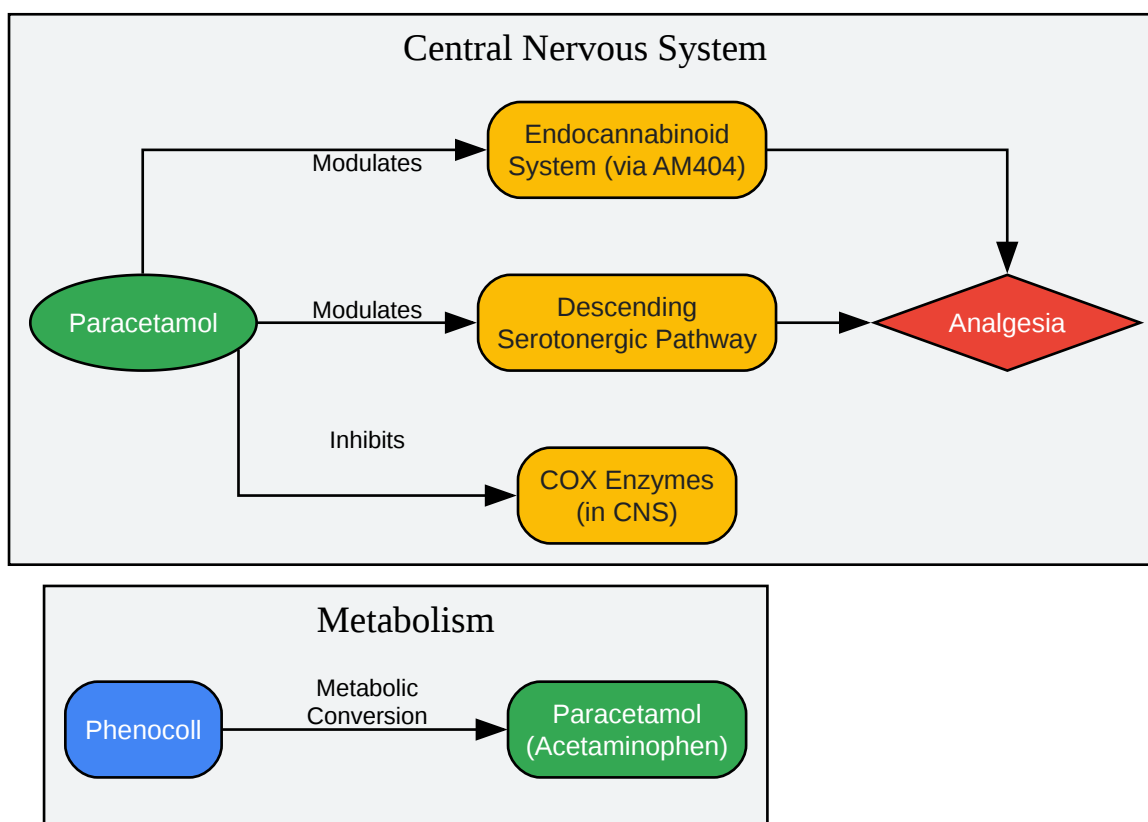 Central Nervous System
Endocannabinoid
System (via AM404)
Modulates
Paracetamol
Modulates
Descending
Serotonergic Pathway
Analgesia
Inhibits
COX Enzymes
(in CNS)
Metabolism
Phenocoll
Metabolic
Conversion
Paracetamol
(Acetaminophen)